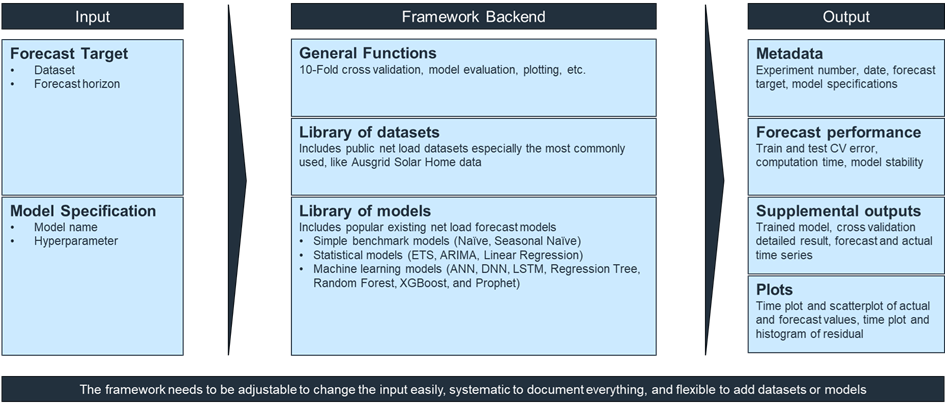 Input
Forecast Target
• Dataset
• Forecast horizon
Model Specification
• Model name
• Hyperparameter
Framework Backend
General Functions
10-Fold cross validation, model evaluation, plotting, etc.
Library of datasets
Includes public net load datasets especially the most commonly
used, like Ausgrid Solar Home data
Library of models
Includes popular existing net load forecast models
• Simple benchmark models (Naïve, Seasonal Naïve)
• Statistical models (ETS, ARIMA, Linear Regression)
• Machine learning models (ANN, DNN, LSTM, Regression Tree,
Random Forest, XGBoost, and Prophet)
Output
Metadata
Experiment number, date, forecast
target, model specifications
Forecast performance
Train and test CV error,
computation time, model stability
Supplemental outputs
Trained model, cross validation
detailed result, forecast and actual
time series
Plots
Time plot and scatterplot of actual
and forecast values, time plot and
histogram of residual
The framework needs to be adjustable to change the input easily, systematic to document everything, and flexible to add datasets or models